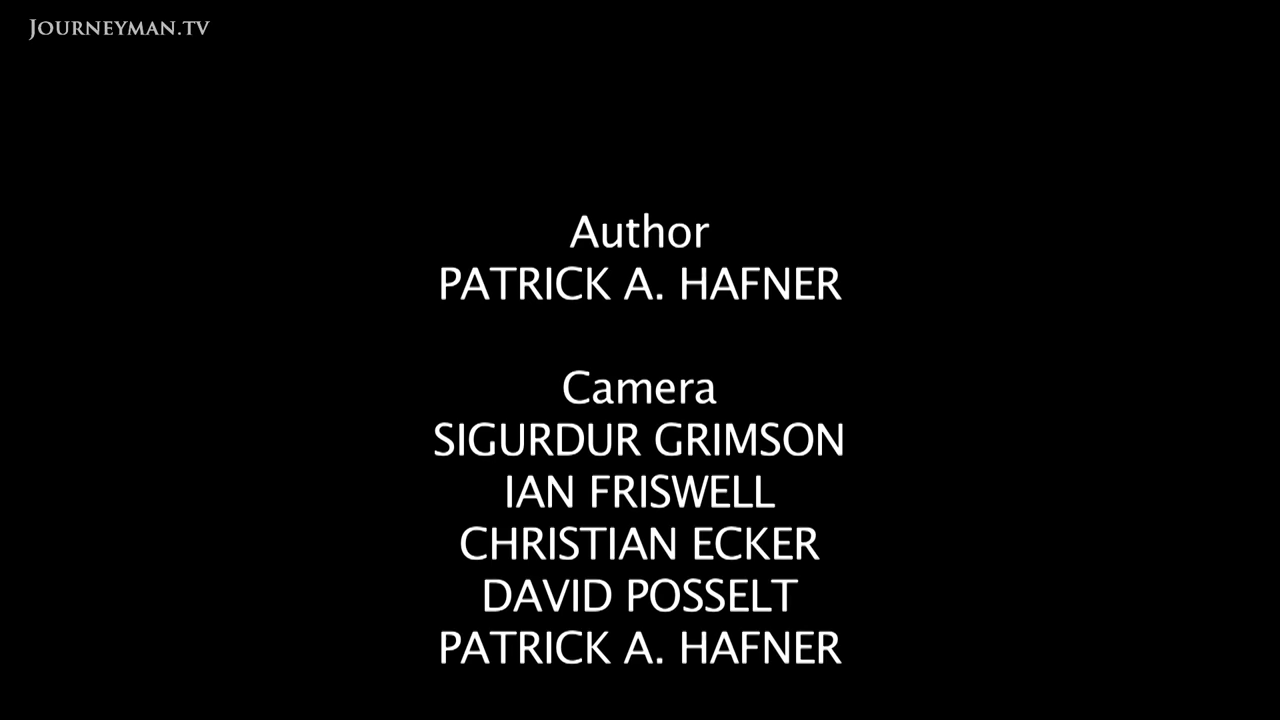 JOURNEYMAN.TV
Author
PATRICK A. HAFNER
Camera
SIGURDUR GRIMSON
IAN FRISWELL
CHRISTIAN ECKER
DAVID POSSELT
PATRICK A. HAFNER